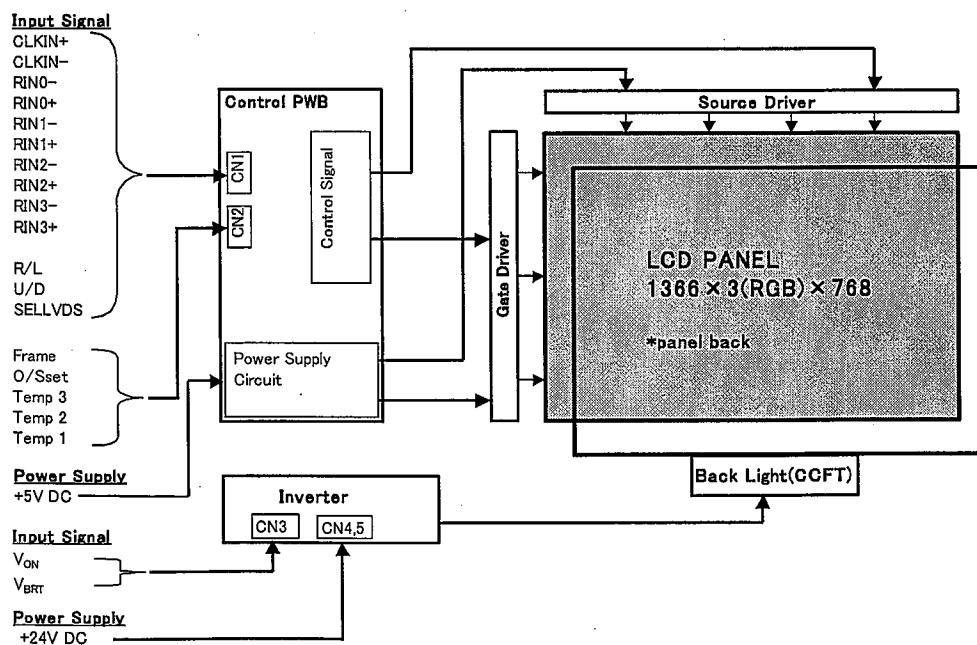 Input Signal
CLKIN+
CLKIN−
RIN0−
RIN0+
RIN1−
RIN1+
RIN2−
RIN2+
RIN3−
RIN3+
R/L
U/D
SELLVDS
Frame
O/Sset
Temp 3
Temp 2
Temp 1
Power Supply
+5V DC
Input Signal
VON
VBRT
Power Supply
+24V DC
Control PWB
CN1
CN2
Control Signal
Power Supply
Circuit
Inverter
CN3
CN4,5
Source Driver
Gate Driver
LCD PANEL
1366×3(RGB)×768
*panel back
Back Light(CCFT)